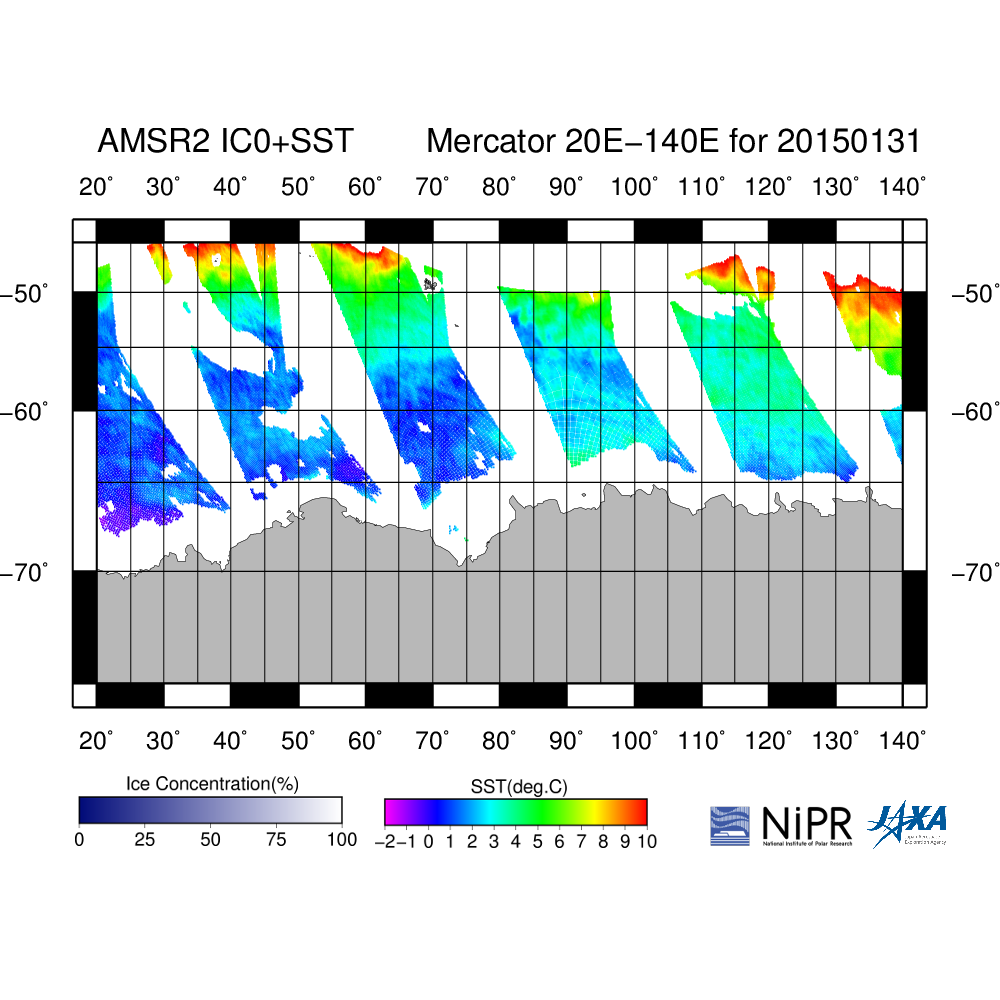 AMSR2 IC0+SST Mercator 20E−140E for 20150131
20° 30° 40° 50° 60° 70° 80° 90° 100° 110° 120° 130° 140°
−50° −50°
−60° −60°
−70° −70°
20° 30° 40° 50° 60° 70° 80° 90° 100° 110° 120° 130° 140°
Ice Concentration(%) SST(deg.C)
0 25 50 75 100 −2 −1 0 1 2 3 4 5 6 7 8 9 10
NiPR JAXA
National Institute of Polar Research
Exploration Agency